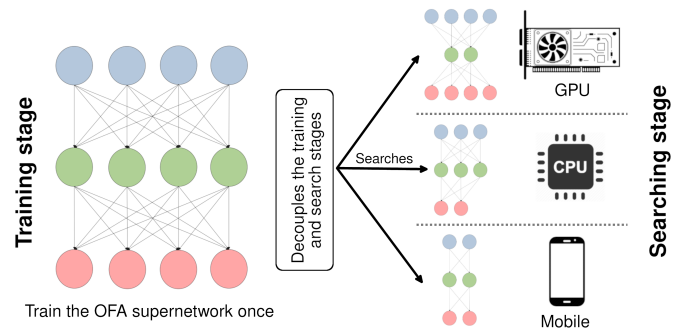 Training stage
Train the OFA supernetwork once
Decouples the training
and search stages
Searches
GPU
CPU
Mobile
Searching stage